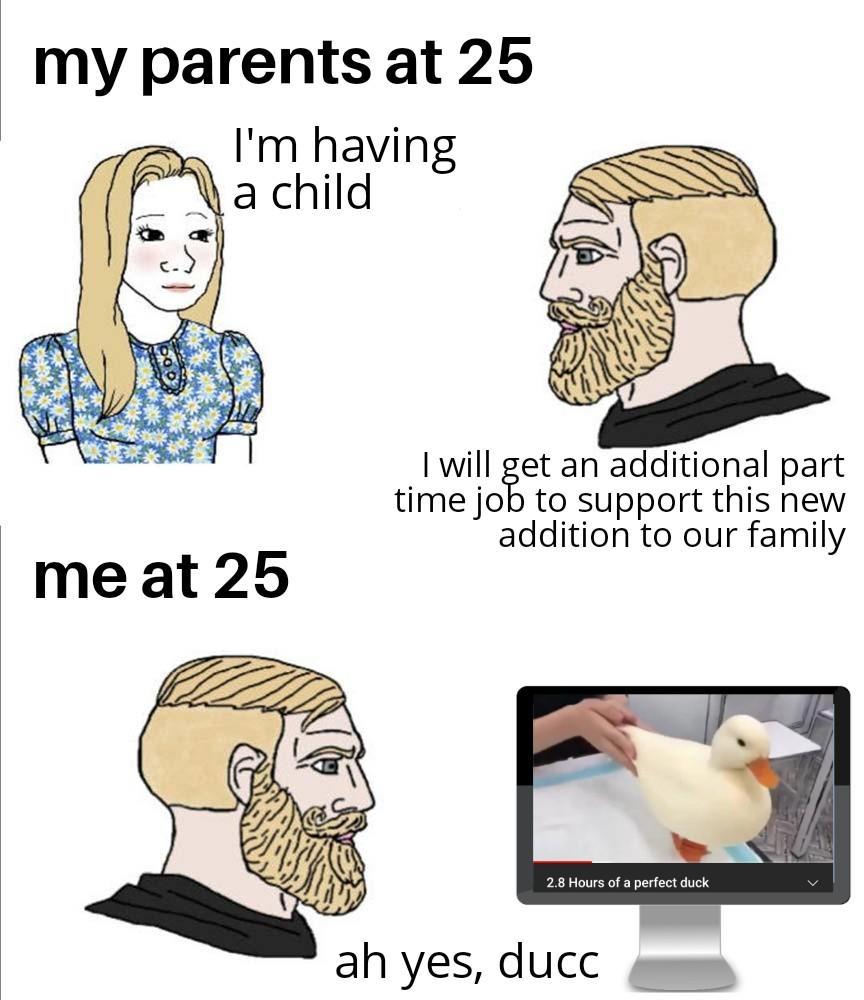 my parents at 25
I'm having
a child
I will get an additional part
time job to support this new
addition to our family
me at 25
2.8 Hours of a perfect duck
ah yes, ducc